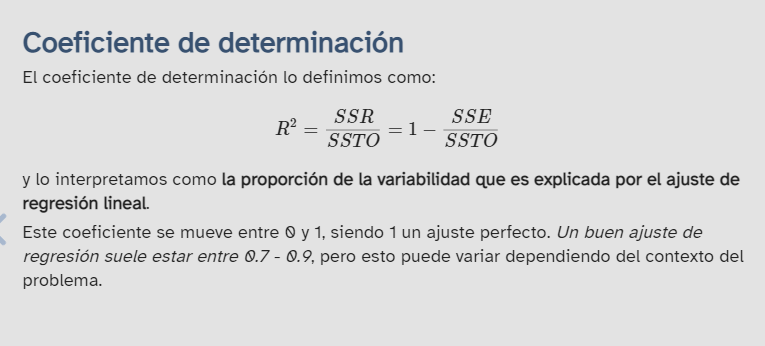 Coeficiente de determinación
El coeficiente de determinación lo definimos como:
R² = SSR/SSTO = 1 − SSE/SSTO
y lo interpretamos como la proporción de la variabilidad que es explicada por el ajuste de
regresión lineal.
Este coeficiente se mueve entre 0 y 1, siendo 1 un ajuste perfecto. Un buen ajuste de
regresión suele estar entre 0.7 - 0.9, pero esto puede variar dependiendo del contexto del
problema.